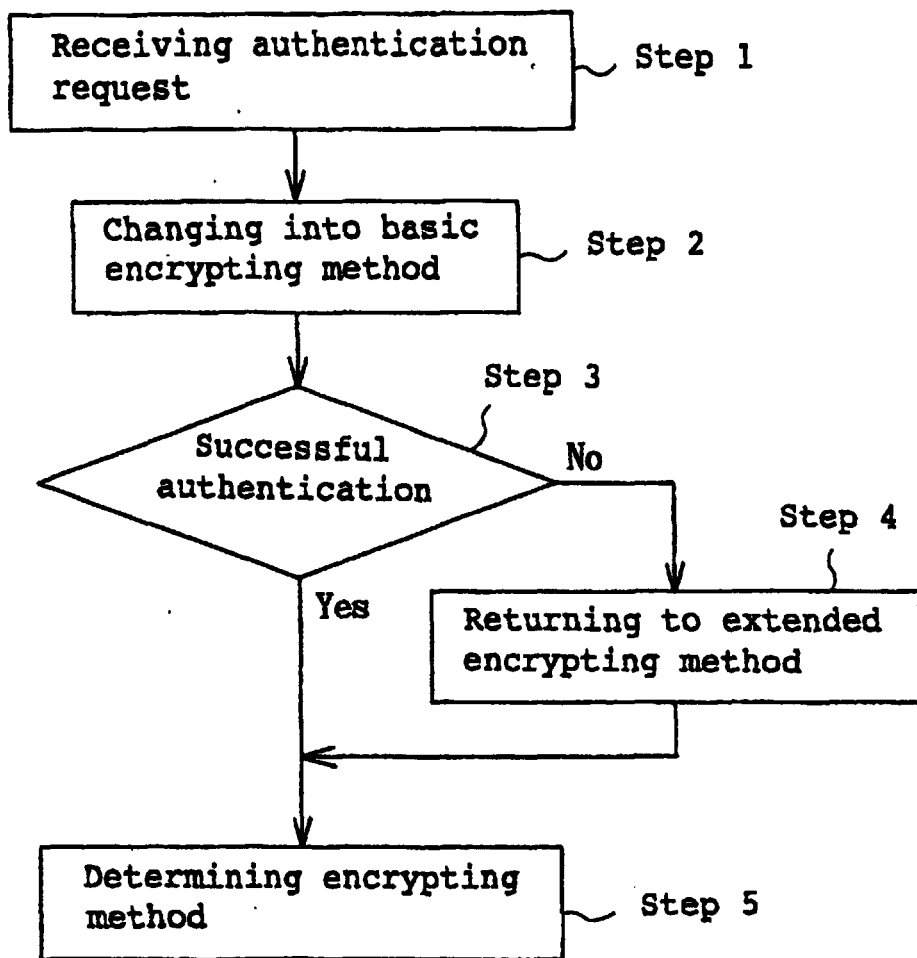 Receiving authentication
request
Step 1
Changing into basic
encrypting method
Step 2
Step 3
Successful
authentication
No
Step 4
Yes
Returning to extended
encrypting method
Determining encrypting
method
Step 5